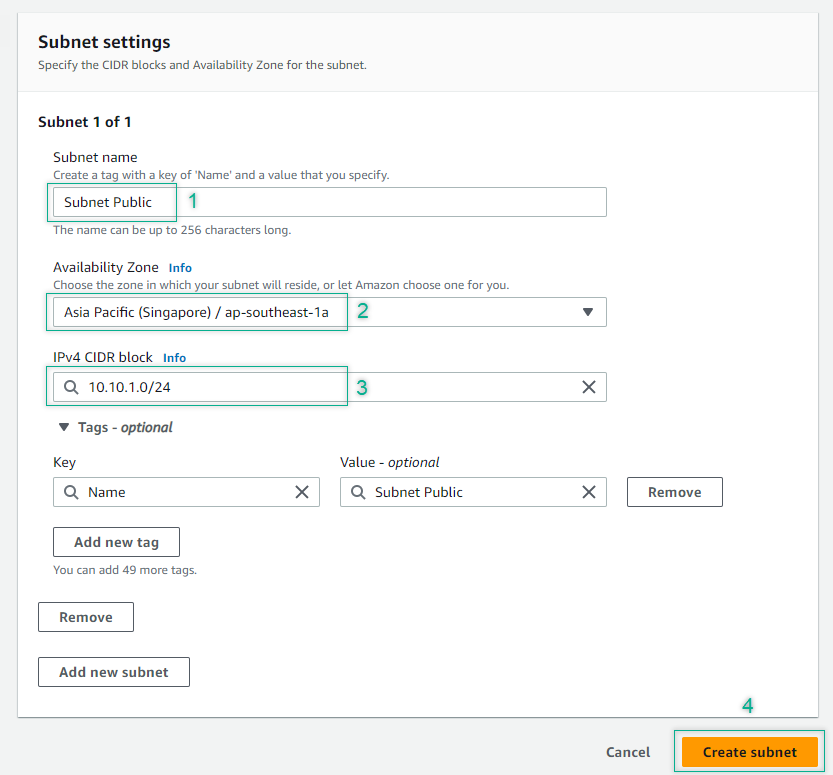 Subnet settings
Specify the CIDR blocks and Availability Zone for the subnet.
Subnet 1 of 1
Subnet name
Create a tag with a key of 'Name' and a value that you specify.
Subnet Public 1
The name can be up to 256 characters long.
Availability Zone Info
Choose the zone in which your subnet will reside, or let Amazon choose one for you.
Asia Pacific (Singapore) / ap-southeast-1a 2
IPv4 CIDR block Info
10.10.1.0/24 3
Tags - optional
Key Value - optional
Name Subnet Public Remove
Add new tag
You can add 49 more tags.
Remove
Add new subnet
4
Cancel Create subnet